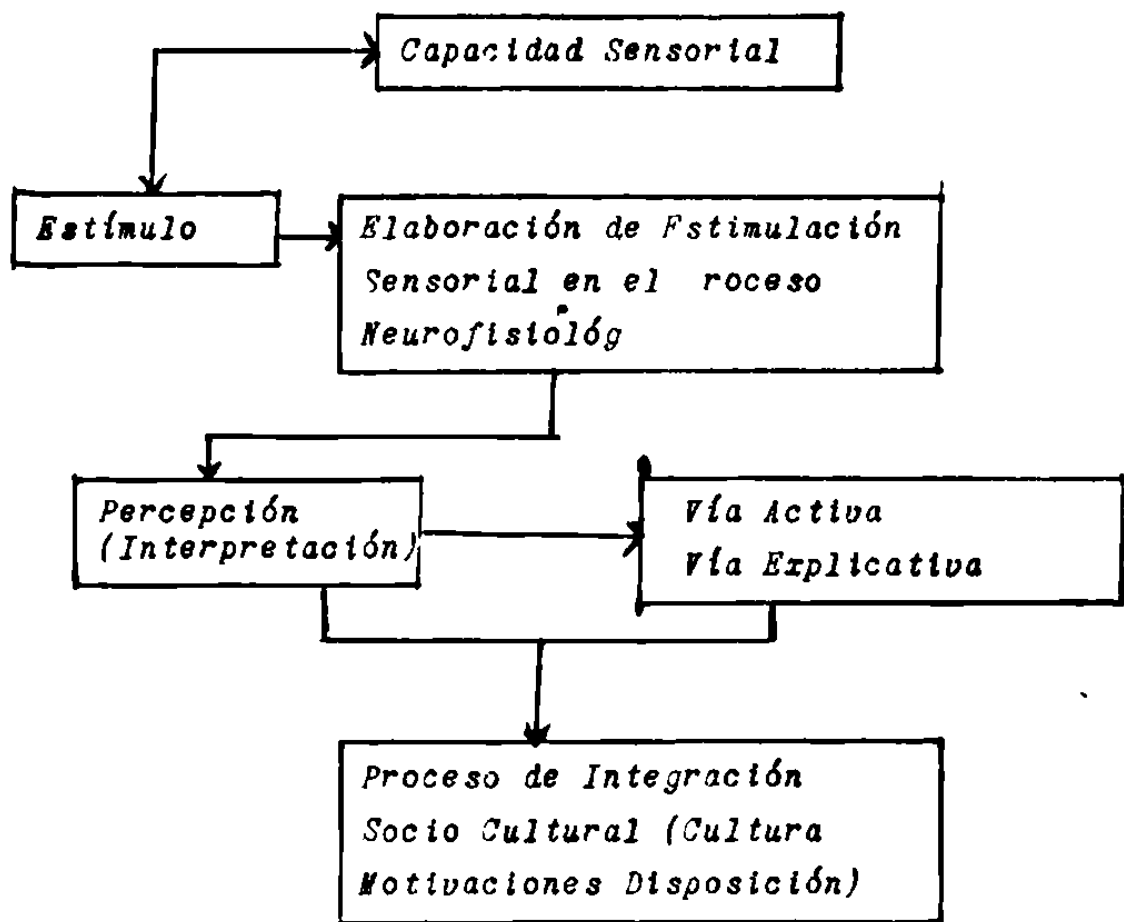 Capacidad Sensorial
Estímulo
Elaboración de Estimulación
Sensorial en el roceso
Neurofisiológ
Percepción
(Interpretación)
Vía Activa
Vía Explicativa
Proceso de Integración
Socio Cultural (Cultura
Motivaciones Disposición)